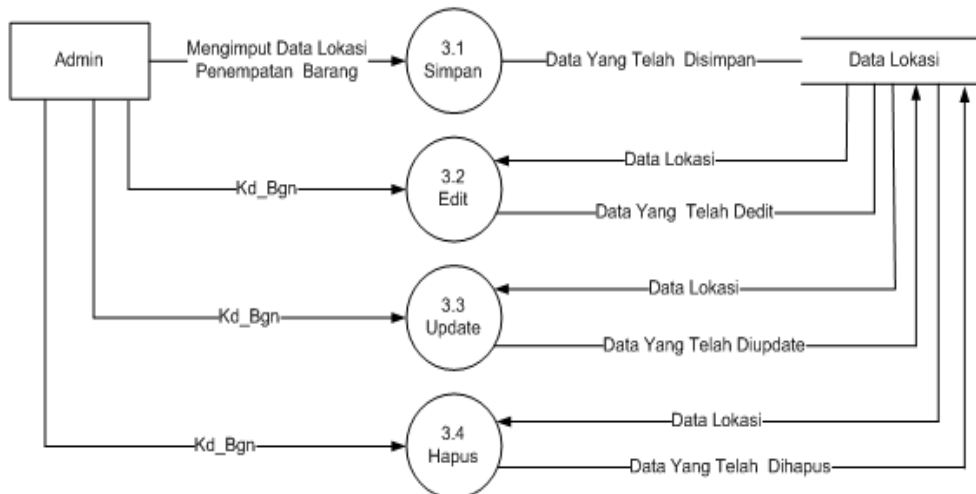 Admin
Mengimput Data Lokasi
Penempatan Barang
3.1
Simpan
Data Yang Telah Disimpan
Data Lokasi
Data Lokasi
Kd_Bgn
3.2
Edit
Data Yang Telah Dedit
Data Lokasi
Kd_Bgn
3.3
Update
Data Yang Telah Diupdate
Data Lokasi
Kd_Bgn
3.4
Hapus
Data Yang Telah Dihapus